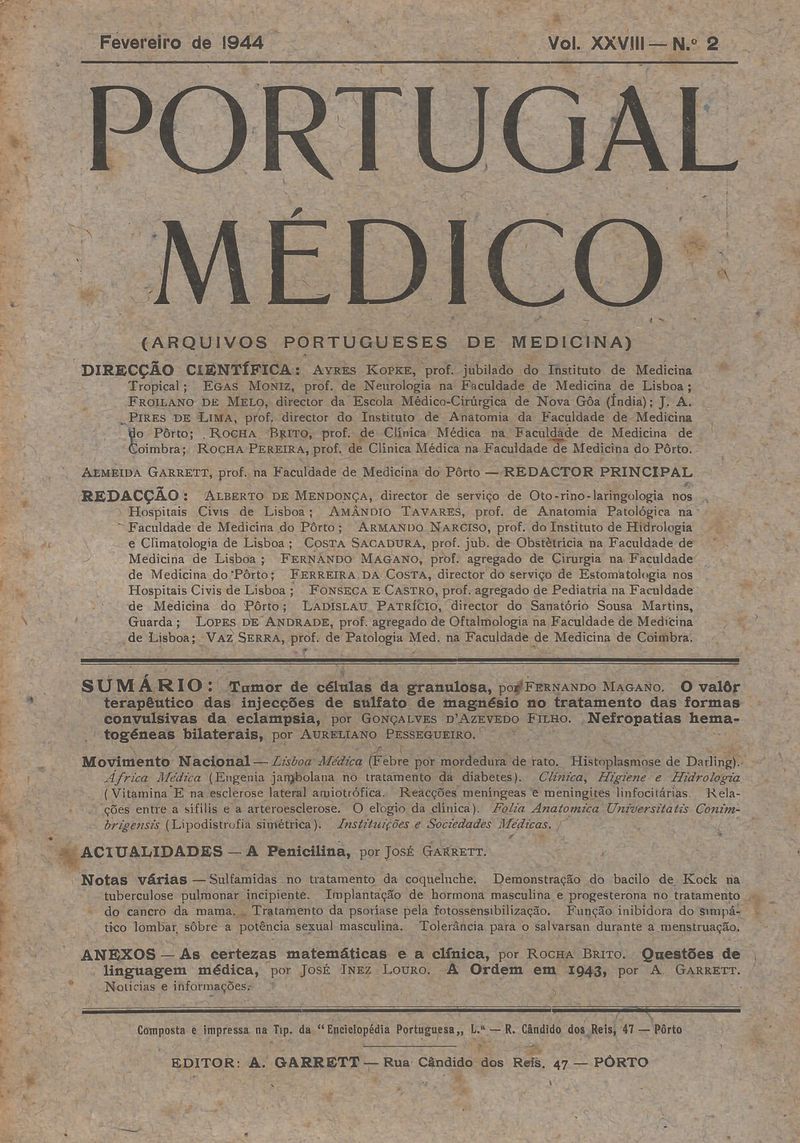 Fevereiro de 1944 Vol. XXVIII — N.º 2
PORTUGAL
MÉDICO
(ARQUIVOS PORTUGUESES DE MEDICINA)
DIRECÇÃO CIENTÍFICA: AYRES KOPKE, prof. jubilado do Instituto de Medicina
Tropical; EGAS MONIZ, prof. de Neurologia na Faculdade de Medicina de Lisboa;
FROILANO DE MELO, director da Escola Médico-Cirúrgica de Nova Gôa (Índia); J. A.
PIRES DE LIMA, prof. director do Instituto de Anatomia da Faculdade de Medicina
do Pôrto; ROCHA BRITO, prof. de Clínica Médica na Faculdade de Medicina de
Coimbra; ROCHA PEREIRA, prof. de Clinica Médica na Faculdade de Medicina do Pôrto.
ALMEIDA GARRETT, prof. na Faculdade de Medicina do Pôrto — REDACTOR PRINCIPAL
REDACÇÃO: ALBERTO DE MENDONÇA, director de serviço de Oto-rino-laringologia nos
Hospitais Civis de Lisboa; AMÂNDIO TAVARES, prof. de Anatomia Patológica na
Faculdade de Medicina do Pôrto; ARMANDO NARCISO, prof. do Instituto de Hidrologia
e Climatologia de Lisboa; COSTA SACADURA, prof. jub. de Obstètrícia na Faculdade de
Medicina de Lisboa; FERNANDO MAGANO, prof. agregado de Cirurgia na Faculdade
de Medicina do Pôrto; FERREIRA DA COSTA, director do serviço de Estomatologia nos
Hospitais Civis de Lisboa; FONSECA E CASTRO, prof. agregado de Pediatria na Faculdade
de Medicina do Pôrto; LADISLAU PATRÍCIO, director do Sanatório Sousa Martins,
Guarda; LOPES DE ANDRADE, prof. agregado de Oftalmologia na Faculdade de Medicina
de Lisboa; VAZ SERRA, prof. de Patologia Med. na Faculdade de Medicina de Coimbra.
SUMÁRIO: Tumor de células da granulosa, por FERNANDO MAGANO. O valôr
terapêutico das injecções de sulfato de magnésio no tratamento das formas
convulsivas da eclampsia, por GONÇALVES D'AZEVEDO FILHO. Nefropatias hema-
togéneas bilaterais, por AURELIANO PESSEGUEIRO.
Movimento Nacional — Lisboa Médica (Febre por mordedura de rato. Histoplasmose de Darling).
África Médica (Eugenia jambolana no tratamento da diabetes). Clínica, Higiene e Hidrologia
(Vitamina E na esclerose lateral amiotrófica. Reacções meníngeas e meningites linfocitárias. Rela-
ções entre a sifilis e a arteroesclerose. O elogio da clinica). Folia Anatomica Universitatis Conim-
brigensis (Lipodistrofia simétrica). Instituições e Sociedades Médicas.
ACTUALIDADES — A Penicilina, por JOSÉ GARRETT.
Notas várias — Sulfamidas no tratamento da coqueluche. Demonstração do bacilo de Kock na
tuberculose pulmonar incipiente. Implantação de hormona masculina e progesterona no tratamento
do cancro da mama. Tratamento da psoríase pela fotossensibilização. Função inibidora do simpá-
tico lombar sôbre a potência sexual masculina. Tolerância para o salvarsan durante a menstruação.
ANEXOS — As certezas matemáticas e a clínica, por ROCHA BRITO. Questões de
linguagem médica, por JOSÉ INEZ LOURO. A Ordem em 1943, por A GARRETT.
Noticias e informações.
Composta e impressa na Tip. da "Enciclopédia Portuguesa,, L.ᵈᵃ — R. Cândido dos Reis, 47 — Pôrto
EDITOR: A. GARRETT — Rua Cândido dos Reis, 47 — PÔRTO